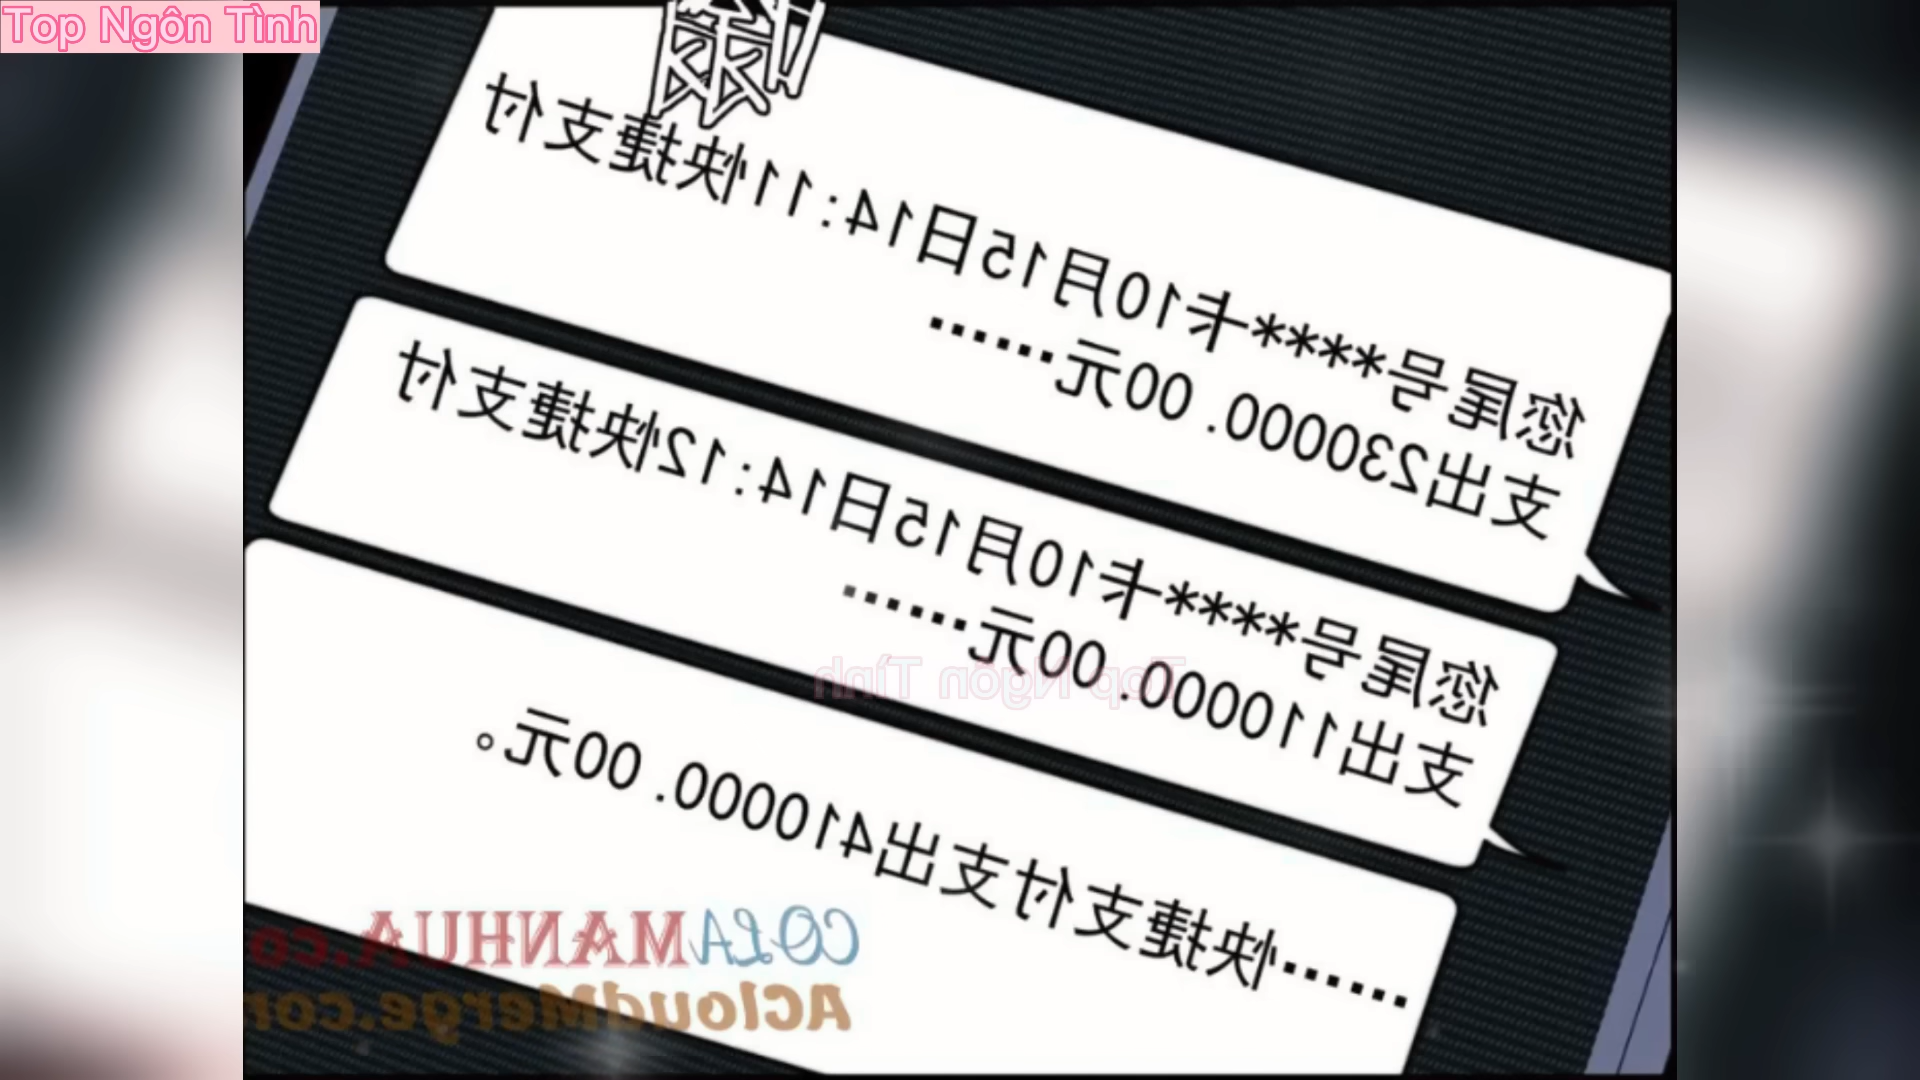 Top Ngôn Tình
您尾号****卡10月15日14:11快捷支付
支出230000.00元······
您尾号****卡10月15日14:12快捷支付
支出110000.00元······
Top Ngôn Tình
······快捷支付支出410000.00元。
COLAMANHUA.co
AcloudMerge.com